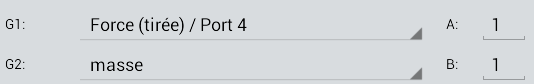 G1: Force (tirée) / Port 4 A: 1
G2: masse B: 1